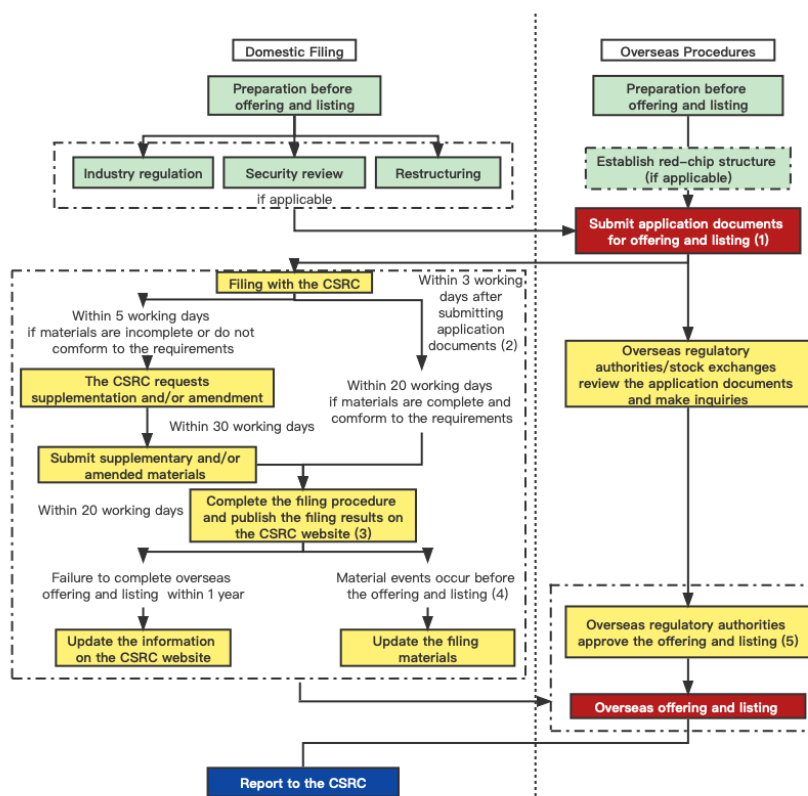 Domestic Filing
Overseas Procedures
Preparation before
offering and listing
Preparation before
offering and listing
Industry regulation
Security review
Restructuring
if applicable
Establish red-chip structure
(if applicable)
Submit application documents
for offering and listing (1)
Filing with the CSRC
Within 3 working
days after
submitting
application
documents (2)
Within 5 working days
if materials are incomplete or do not
comform to the requirements
Overseas regulatory
authorities/stock exchanges
review the application documents
and make inquiries
The CSRC requests
supplementation and/or amendment
Within 20 working days
if materials are complete and
comform to the requirements
Within 30 working days
Submit supplementary and/or
amended materials
Within 20 working days
Complete the filing procedure
and publish the filing results on
the CSRC website (3)
Failure to complete overseas
offering and listing within 1 year
Material events occur before
the offering and listing (4)
Update the information
on the CSRC website
Update the filing
materials
Overseas regulatory authorities
approve the offering and listing (5)
Overseas offering and listing
Report to the CSRC